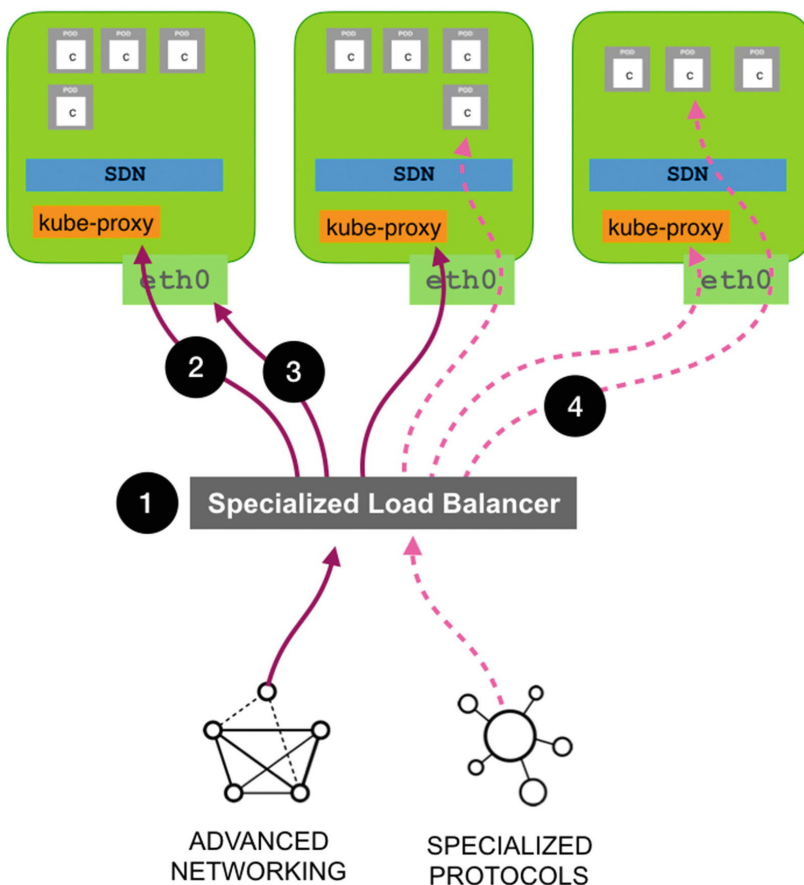 POD POD POD
c c c
POD
c
SDN
kube-proxy
eth0
POD POD POD
c c c
POD
c
SDN
kube-proxy
eth0
POD POD POD
c c c
SDN
kube-proxy
eth0
2
3
4
1
Specialized Load Balancer
ADVANCED
NETWORKING
SPECIALIZED
PROTOCOLS